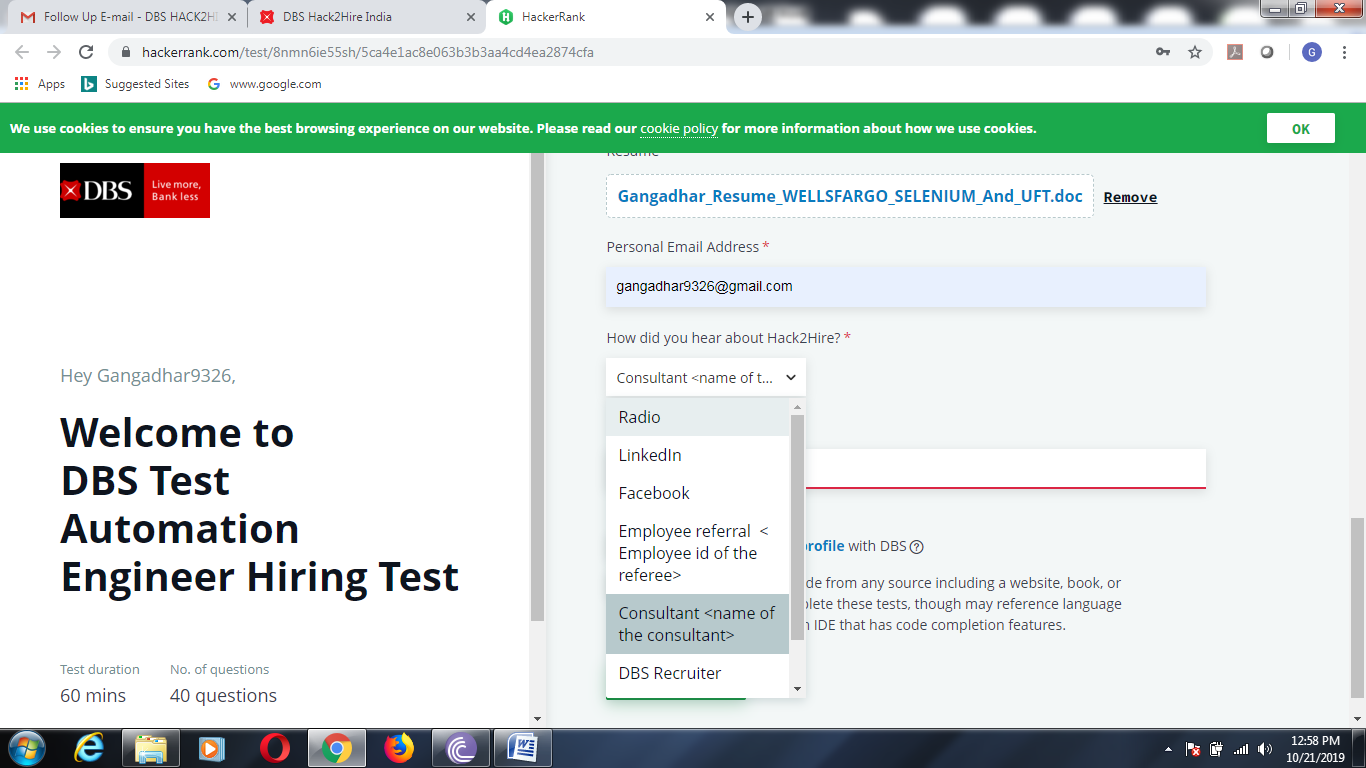 Follow Up E-mail - DBS HACK2HI
DBS Hack2Hire India
HackerRank
hackerrank.com/test/8nmn6ie55sh/5ca4e1ac8e063b3b3aa4cd4ea2874cfa
G
Apps
Suggested Sites
www.google.com
We use cookies to ensure you have the best browsing experience on our website. Please read our cookie policy for more information about how we use cookies.
OK
DBS
Live more,
Bank less
Hey Gangadhar9326,
Welcome to
DBS Test
Automation
Engineer Hiring Test
Test duration
No. of questions
60 mins
40 questions
Resume
Gangadhar_Resume_WELLSFARGO_SELENIUM_And_UFT.doc
Remove
Personal Email Address *
gangadhar9326@gmail.com
How did you hear about Hack2Hire? *
Consultant <name of t...
Radio
LinkedIn
Facebook
Employee referral <
Employee id of the
referee>
Consultant <name of
the consultant>
DBS Recruiter
profile with DBS
de from any source including a website, book, or
plete these tests, though may reference language
n IDE that has code completion features.
12:58 PM
10/21/2019